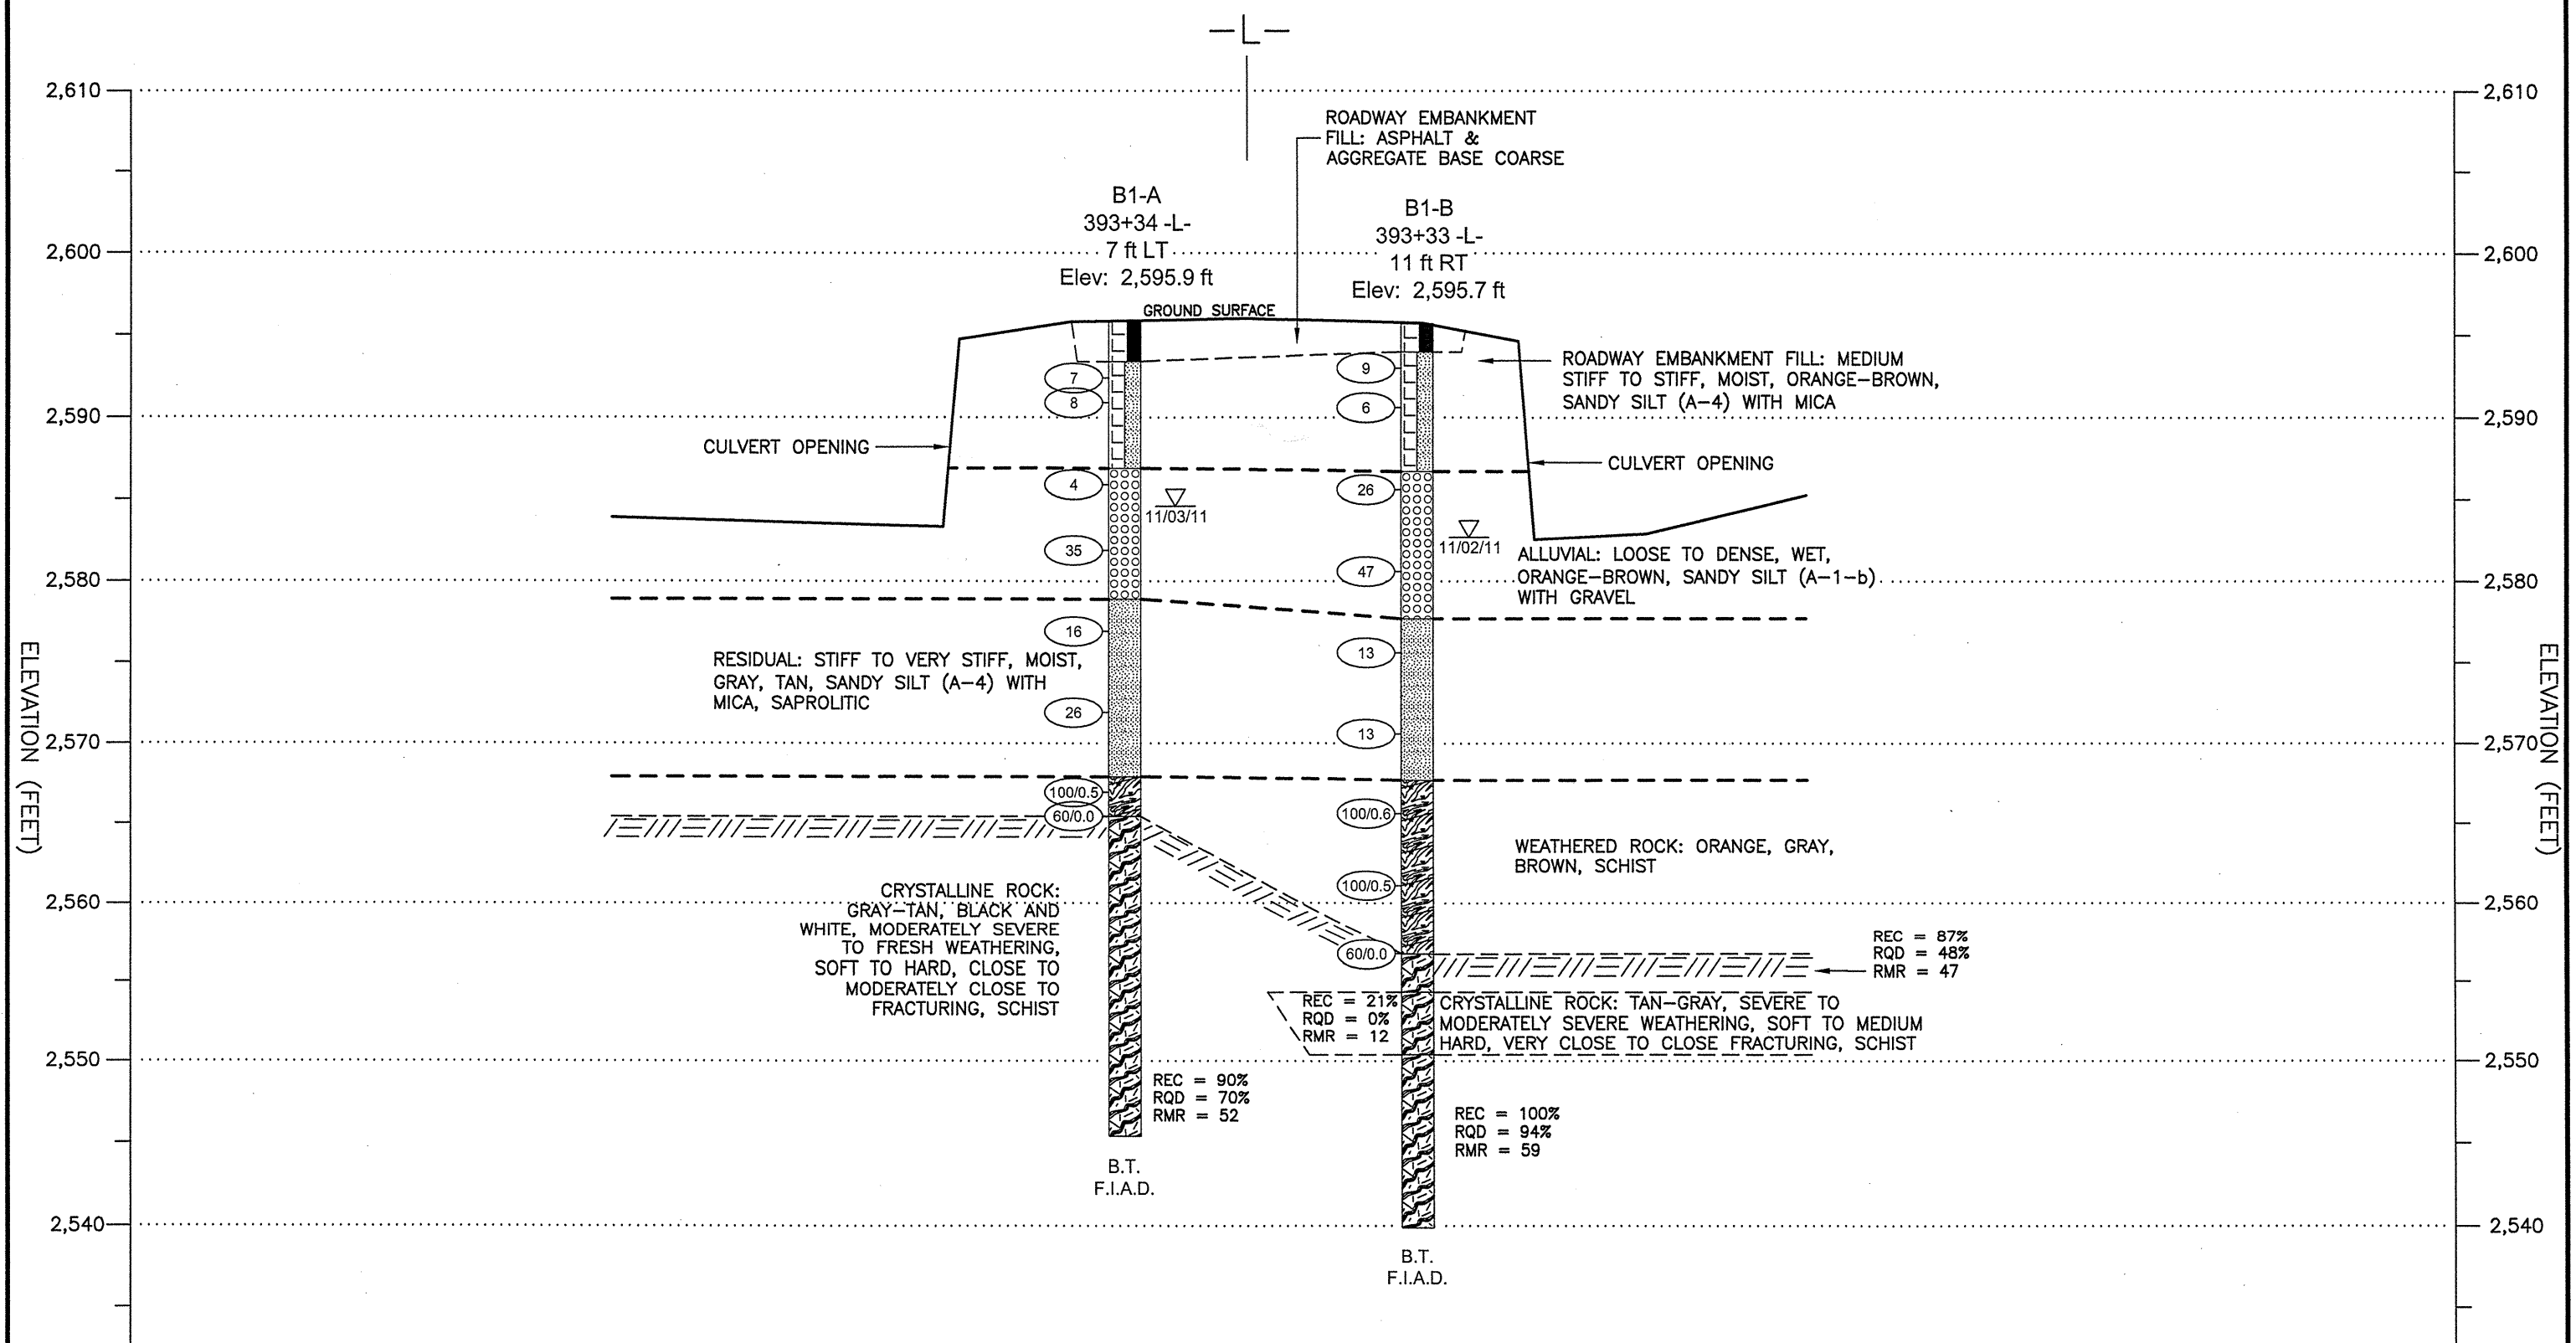 -L-
2,610
2,610
ROADWAY EMBANKMENT
FILL: ASPHALT &
AGGREGATE BASE COARSE
B1-A
393+34 -L-
7 ft LT
Elev: 2,595.9 ft
B1-B
393+33 -L-
11 ft RT
Elev: 2,595.7 ft
2,600
2,600
GROUND SURFACE
7
8
9
6
ROADWAY EMBANKMENT FILL: MEDIUM
STIFF TO STIFF, MOIST, ORANGE-BROWN,
SANDY SILT (A-4) WITH MICA
2,590
2,590
CULVERT OPENING
CULVERT OPENING
4
26
11/03/11
11/02/11
35
47
ALLUVIAL: LOOSE TO DENSE, WET,
ORANGE-BROWN, SANDY SILT (A-1-b)
WITH GRAVEL
2,580
2,580
16
13
RESIDUAL: STIFF TO VERY STIFF, MOIST,
GRAY, TAN, SANDY SILT (A-4) WITH
MICA, SAPROLITIC
26
13
ELEVATION (FEET)
ELEVATION (FEET)
2,570
2,570
100/0.5
60/0.0
100/0.6
100/0.5
60/0.0
WEATHERED ROCK: ORANGE, GRAY,
BROWN, SCHIST
CRYSTALLINE ROCK:
GRAY-TAN, BLACK AND
WHITE, MODERATELY SEVERE
TO FRESH WEATHERING,
SOFT TO HARD, CLOSE TO
MODERATELY CLOSE TO
FRACTURING, SCHIST
2,560
2,560
REC = 87%
RQD = 48%
RMR = 47
REC = 21%
RQD = 0%
RMR = 12
CRYSTALLINE ROCK: TAN-GRAY, SEVERE TO
MODERATELY SEVERE WEATHERING, SOFT TO MEDIUM
HARD, VERY CLOSE TO CLOSE FRACTURING, SCHIST
2,550
2,550
REC = 90%
RQD = 70%
RMR = 52
REC = 100%
RQD = 94%
RMR = 59
B.T.
F.I.A.D.
2,540
2,540
B.T.
F.I.A.D.